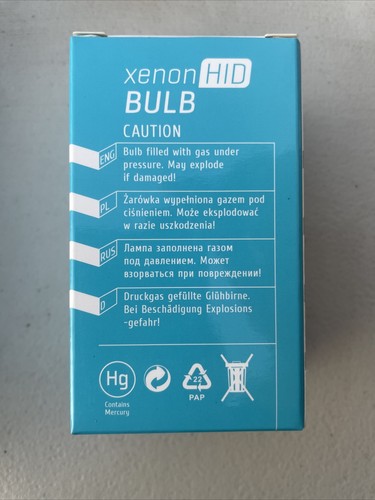 xenon HID
BULB
CAUTION
ENG
Bulb filled with gas under
pressure. May explode
if damaged!
PL
Żarówka wypełniona gazem pod
ciśnieniem. Może eksplodować
w razie uszkodzenia!
RUS
Лампа заполнена газом
под давлением. Может
взорваться при повреждении!
D
Druckgas gefüllte Glühbirne.
Bei Beschädigung Explosions
-gefahr!
Hg
Contains
Mercury
22
PAP